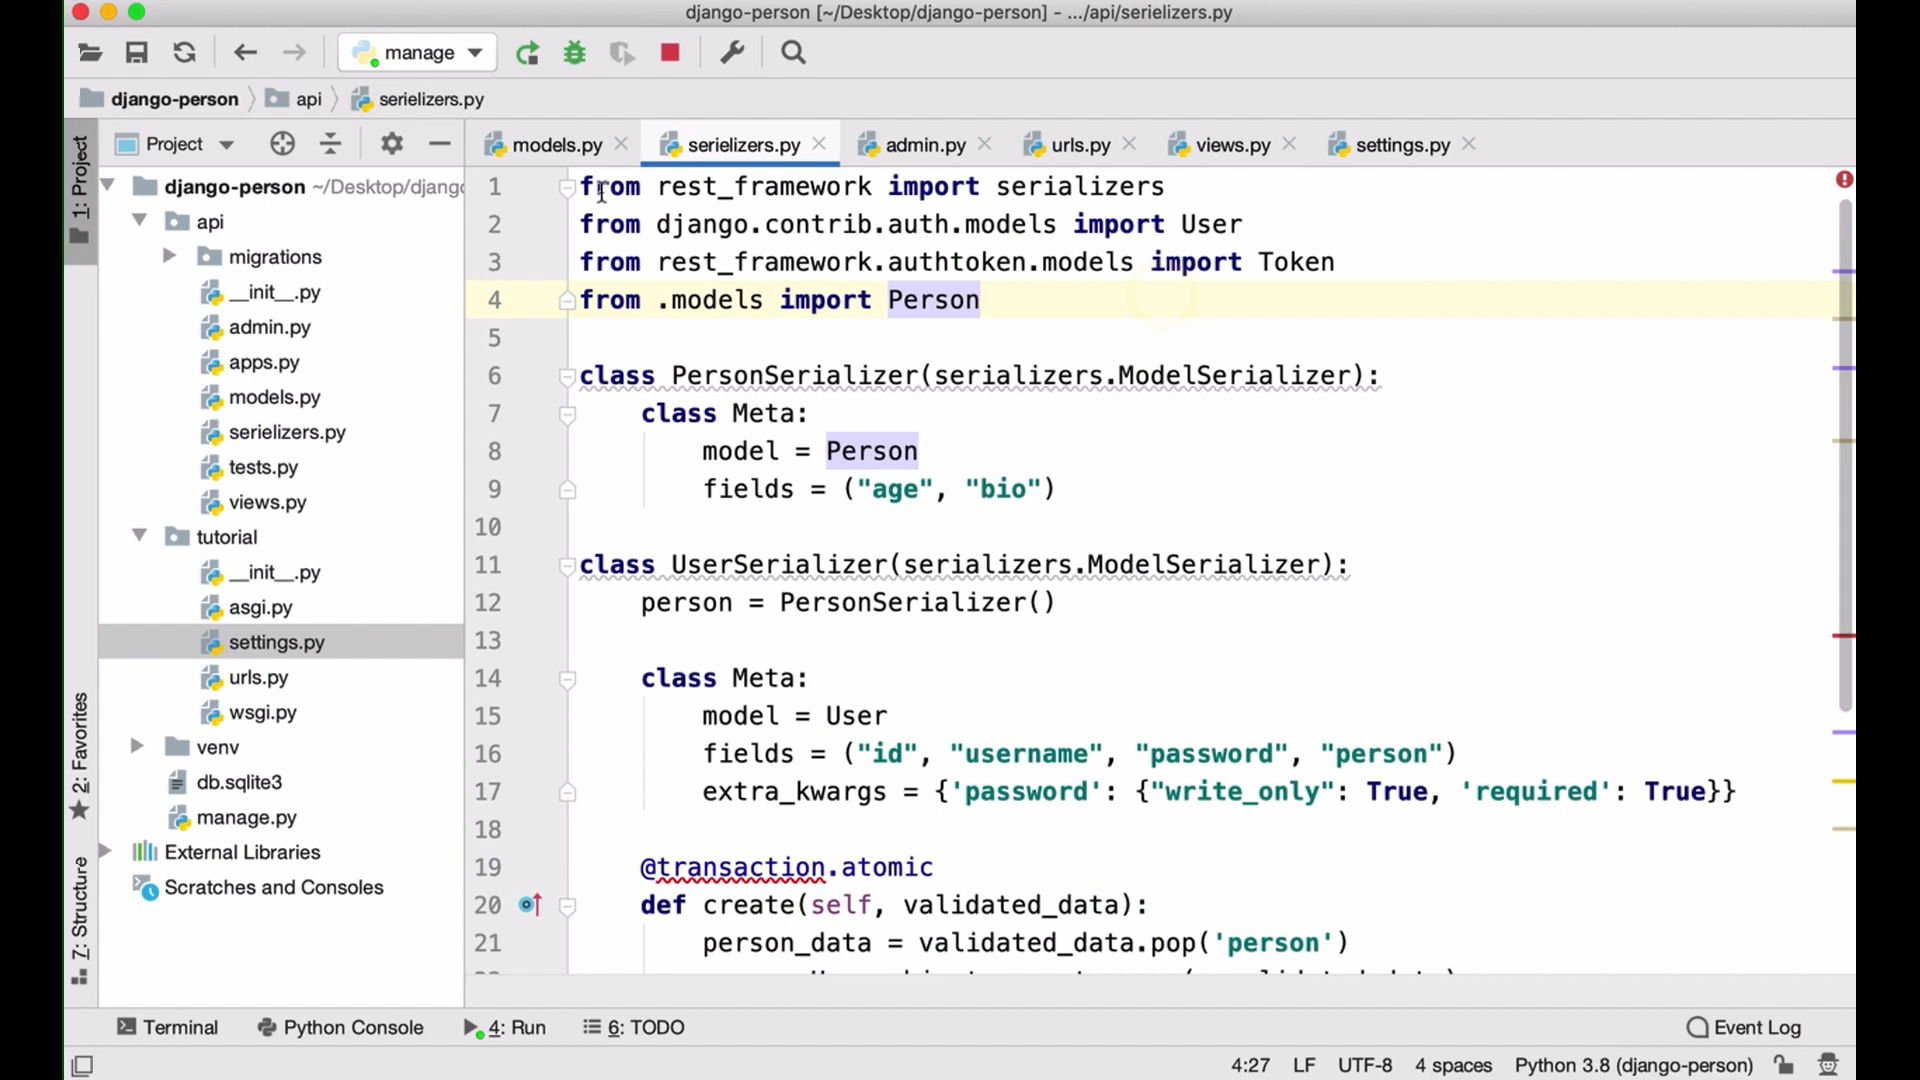 django-person [~/Desktop/django-person] - .../api/serielizers.py
manage
django-person api serielizers.py
1: Project
Project
models.py serielizers.py admin.py urls.py views.py settings.py
django-person ~/Desktop/djang
api
migrations
__init__.py
admin.py
apps.py
models.py
serielizers.py
tests.py
views.py
tutorial
__init__.py
asgi.py
settings.py
urls.py
wsgi.py
venv
db.sqlite3
manage.py
External Libraries
Scratches and Consoles
2: Favorites
7: Structure
1 from rest_framework import serializers
2 from django.contrib.auth.models import User
3 from rest_framework.authtoken.models import Token
4 from .models import Person
5
6 class PersonSerializer(serializers.ModelSerializer):
7 class Meta:
8 model = Person
9 fields = ("age", "bio")
10
11 class UserSerializer(serializers.ModelSerializer):
12 person = PersonSerializer()
13
14 class Meta:
15 model = User
16 fields = ("id", "username", "password", "person")
17 extra_kwargs = {'password': {"write_only": True, 'required': True}}
18
19 @transaction.atomic
20 def create(self, validated_data):
21 person_data = validated_data.pop('person')
Terminal Python Console 4: Run 6: TODO Event Log
4:27 LF UTF-8 4 spaces Python 3.8 (django-person)